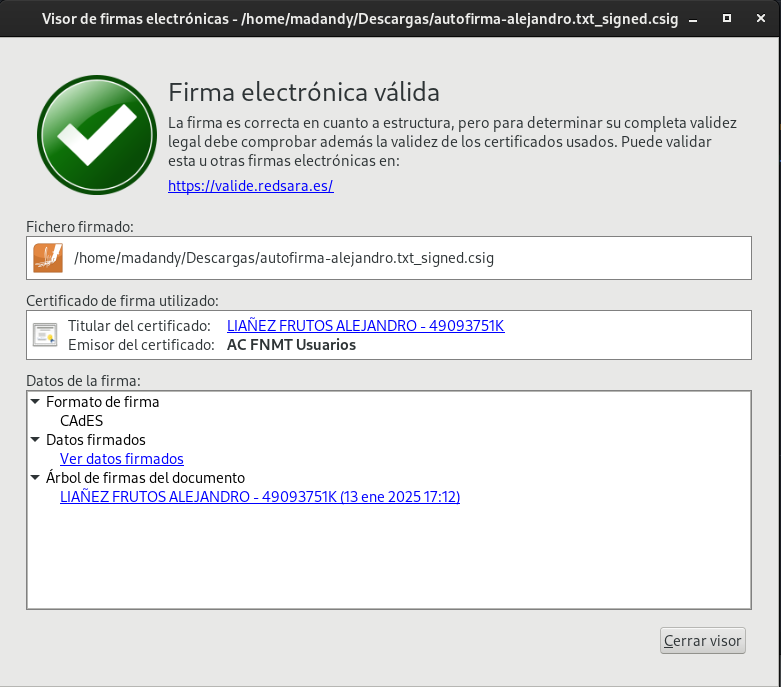 Visor de firmas electrónicas - /home/madandy/Descargas/autofirma-alejandro.txt_signed.csig
Firma electrónica válida
La firma es correcta en cuanto a estructura, pero para determinar su completa validez
legal debe comprobar además la validez de los certificados usados. Puede validar
esta u otras firmas electrónicas en:
https://valide.redsara.es/
Fichero firmado:
/home/madandy/Descargas/autofirma-alejandro.txt_signed.csig
Certificado de firma utilizado:
Titular del certificado: LIAÑEZ FRUTOS ALEJANDRO - 49093751K
Emisor del certificado: AC FNMT Usuarios
Datos de la firma:
Formato de firma
CAdES
Datos firmados
Ver datos firmados
Árbol de firmas del documento
LIAÑEZ FRUTOS ALEJANDRO - 49093751K (13 ene 2025 17:12)
Cerrar visor